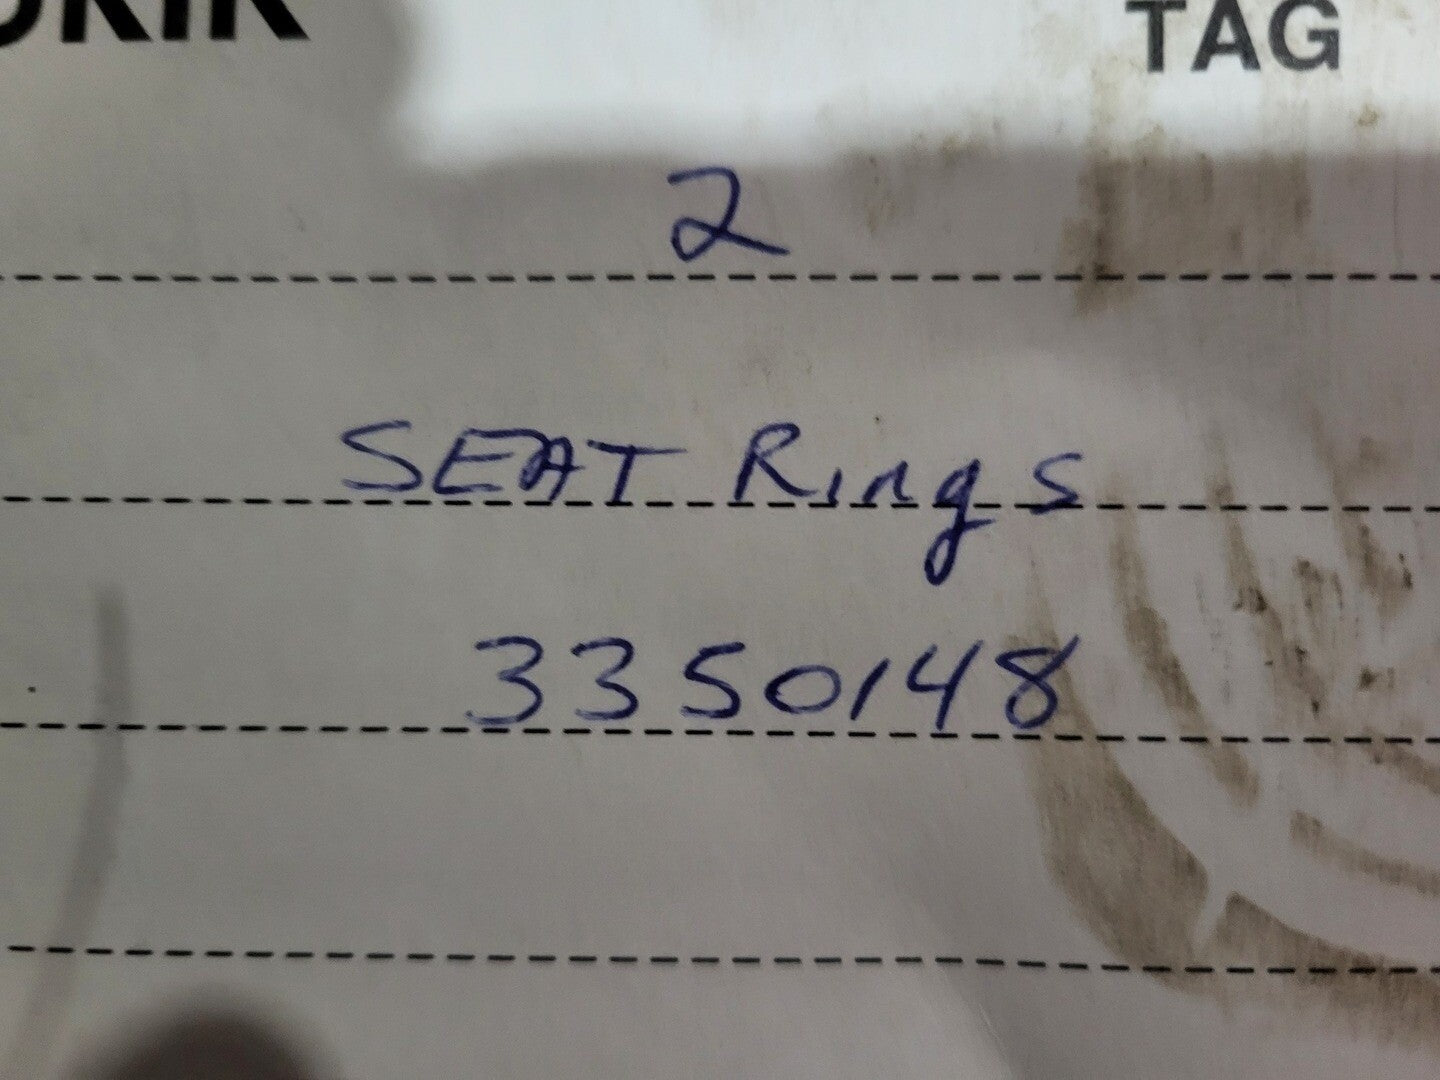 TAG
2
SEAT Rings
3350148